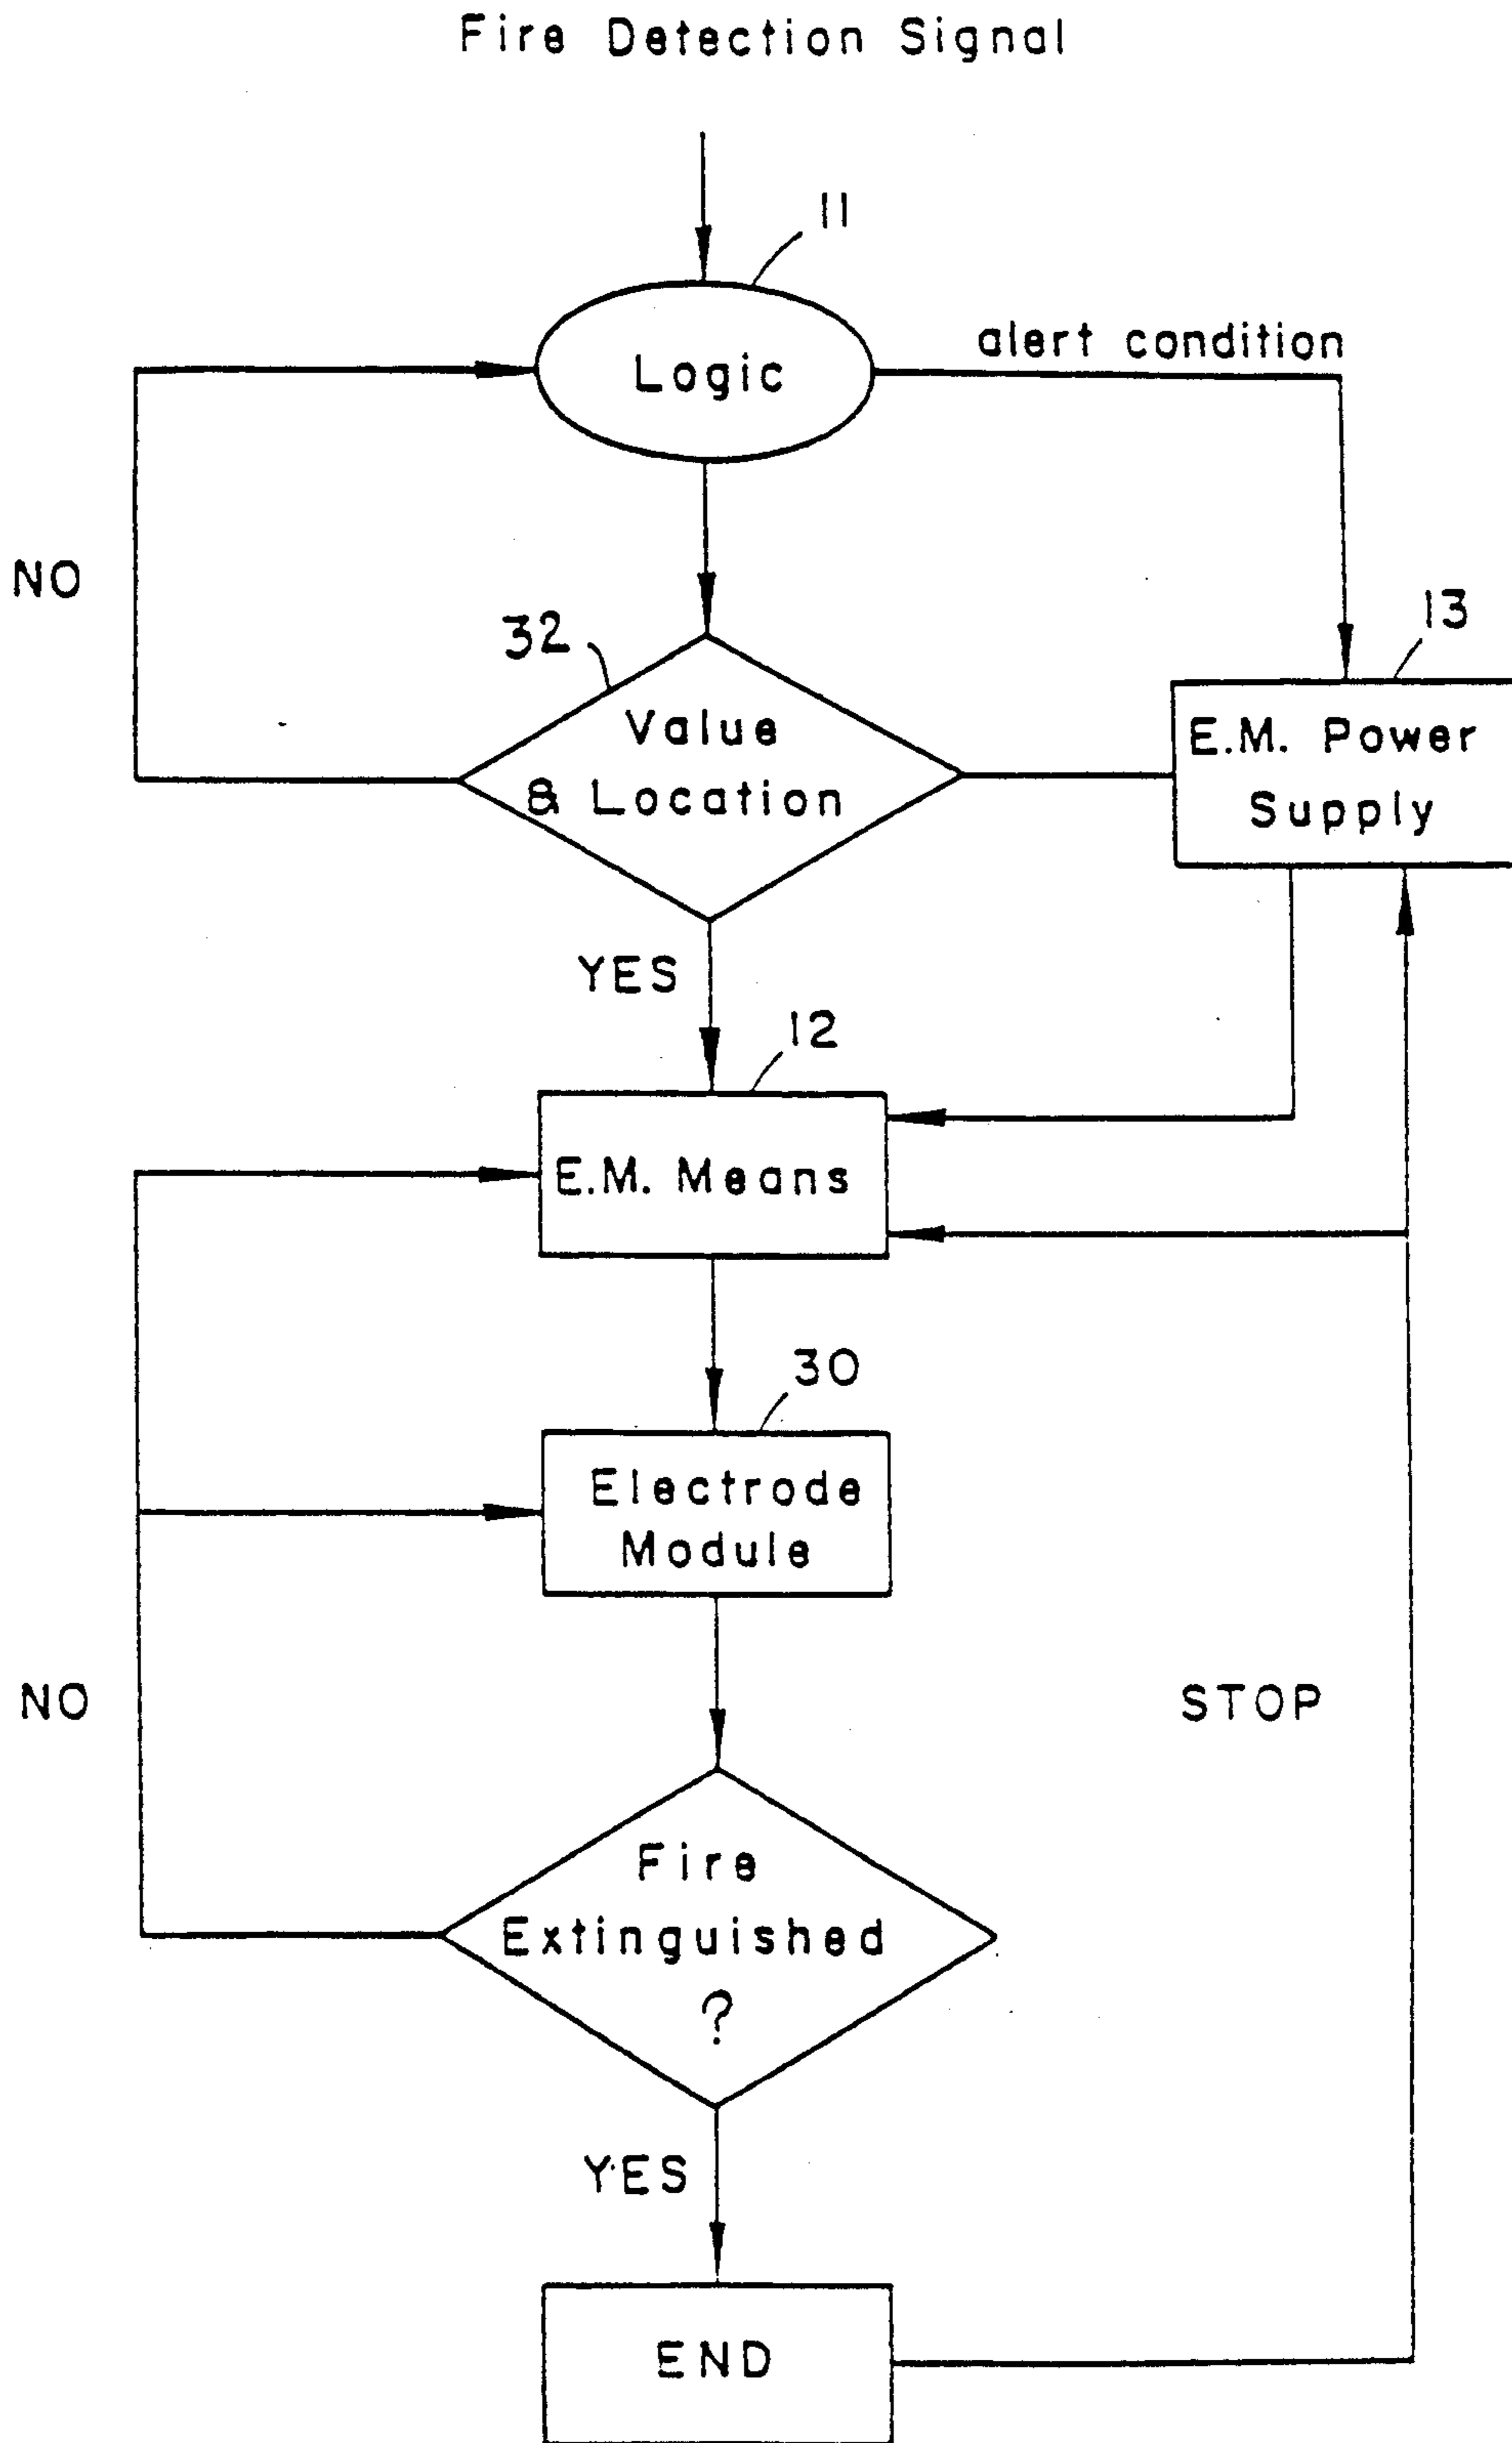 Fire Detection Signal
11
Logic
alert condition
NO
32
13
Value
& Location
E.M. Power
Supply
YES
12
E.M. Means
30
Electrode
Module
NO
STOP
Fire
Extinguished
?
YES
END